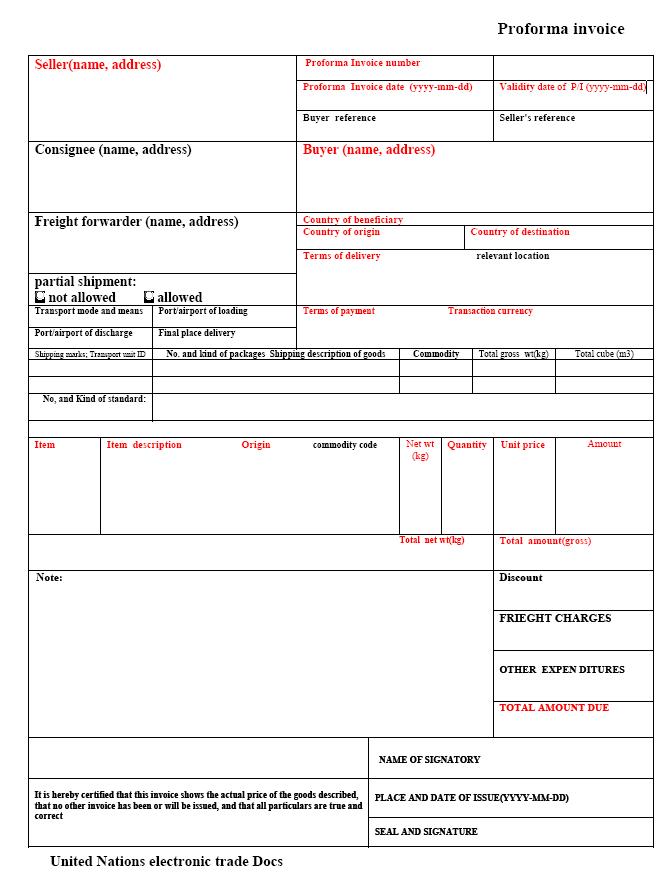 Proforma invoice
Seller(name, address)
Proforma Invoice number
Proforma Invoice date (yyyy-mm-dd)
Validity date of P/I (yyyy-mm-dd)
Buyer reference
Seller's reference
Consignee (name, address)
Buyer (name, address)
Freight forwarder (name, address)
Country of beneficiary
Country of origin
Country of destination
Terms of delivery
relevant location
partial shipment:
not allowed
allowed
Transport mode and means
Port/airport of loading
Terms of payment
Transaction currency
Port/airport of discharge
Final place delivery
Shipping marks; Transport unit ID
No. and kind of packages Shipping description of goods
Commodity
Total gross wt(kg)
Total cube (m3)
No, and Kind of standard:
Item
Item description
Origin
commodity code
Net wt
(kg)
Quantity
Unit price
Amount
Total net wt(kg)
Total amount(gross)
Note:
Discount
FRIEGHT CHARGES
OTHER EXPEN DITURES
TOTAL AMOUNT DUE
NAME OF SIGNATORY
It is hereby certified that this invoice shows the actual price of the goods described,
that no other invoice has been or will be issued, and that all particulars are true and
correct
PLACE AND DATE OF ISSUE(YYYY-MM-DD)
SEAL AND SIGNATURE
United Nations electronic trade Docs